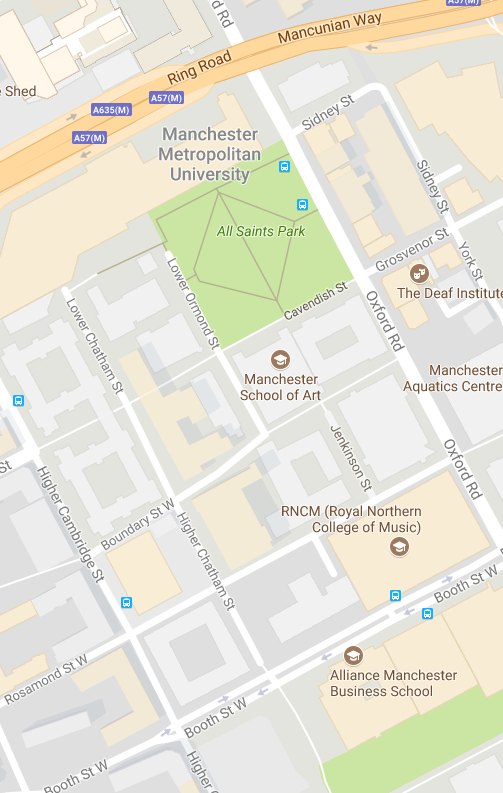 d Rd
A57(M)
Mancunian Way
Ring Road
e Shed
A57(M)
A635(M)
A57(M)
Sidney St
Manchester
Metropolitan
University
Sidney St
All Saints Park
Grosvenor St
York St
Lower Ormond St
The Deaf Institute
Cavendish St
Oxford Rd
Lower Chatham St
Manchester
School of Art
Manchester
Aquatics Centre
Jenkinson St
Oxford Rd
St
Higher Cambridge St
RNCM (Royal Northern
College of Music)
Boundary St W
Higher Chatham St
Booth St W
Rosamond St W
Alliance Manchester
Business School
Booth St W
Booth St W
Higher C